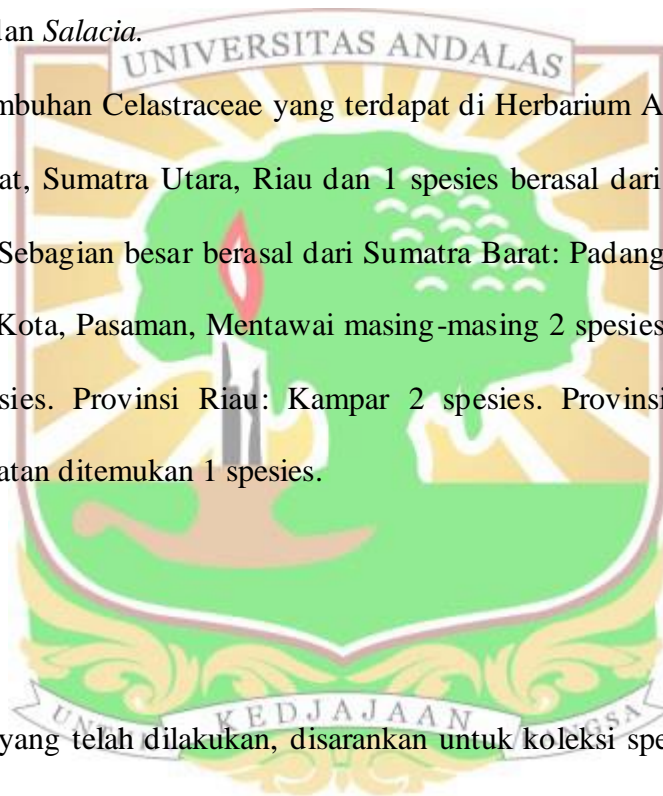 dan Salacia.
UNIVERSITAS ANDALAS
mbuhan Celastraceae yang terdapat di Herbarium A
at, Sumatra Utara, Riau dan 1 spesies berasal dari
Sebagian besar berasal dari Sumatra Barat: Padang
Kota, Pasaman, Mentawai masing-masing 2 spesies
sies. Provinsi Riau: Kampar 2 spesies. Provinsi
atan ditemukan 1 spesies.
KEDJAJAAN
yang telah dilakukan, disarankan untuk koleksi spe